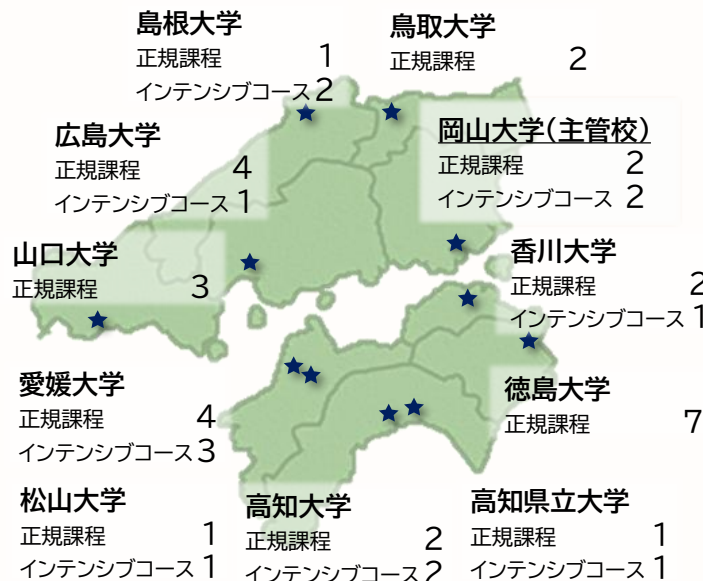 島根大学
正規課程 1
インテンシブコース 2
鳥取大学
正規課程 2
広島大学
正規課程 4
インテンシブコース 1
岡山大学(主管校)
正規課程 2
インテンシブコース 2
山口大学
正規課程 3
香川大学
正規課程 2
インテンシブコース 1
愛媛大学
正規課程 4
インテンシブコース 3
徳島大学
正規課程 7
松山大学
正規課程 1
インテンシブコース 1
高知大学
正規課程 2
インテンシブコース 2
高知県立大学
正規課程 1
インテンシブコース 1